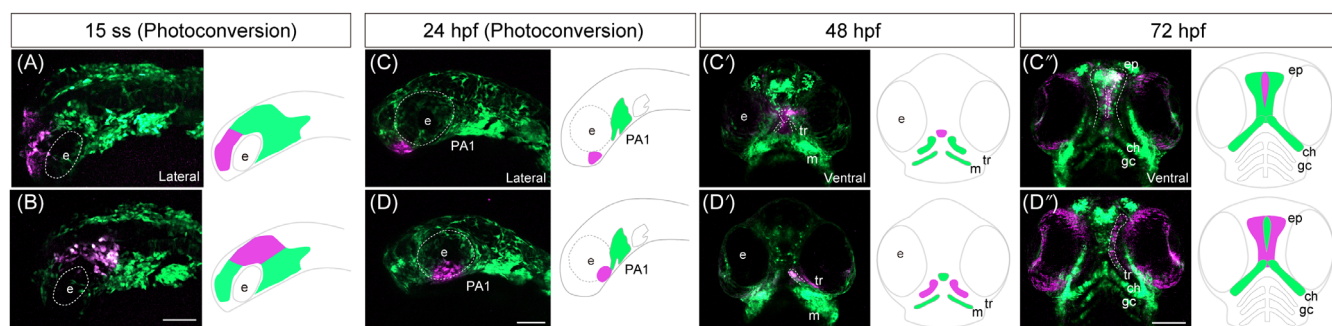 15 ss (Photoconversion)
24 hpf (Photoconversion)
48 hpf
72 hpf
(A)
e
Lateral
e
(C)
e
PA1
Lateral
e
PA1
(C′)
e
tr
m
Ventral
e
tr
m
(C″)
ep
ch
gc
Ventral
ep
ch
gc
tr
(B)
e
e
(D)
e
PA1
e
PA1
(D′)
e
tr
m
e
tr
m
(D″)
tr
ch
gc
ep
ch
gc